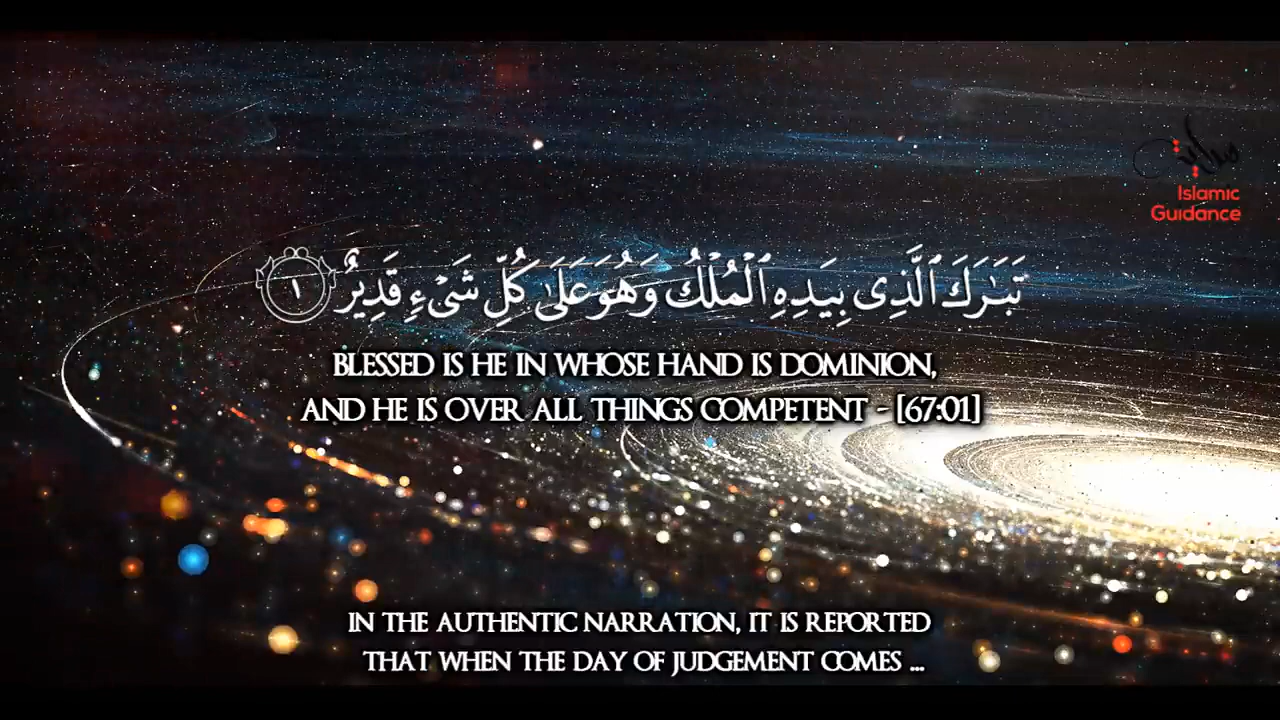 هداية
Islamic
Guidance
تَبَـٰرَكَ ٱلَّذِى بِيَدِهِ ٱلْمُلْكُ وَهُوَ عَلَىٰ كُلِّ شَىْءٍ قَدِيرٌ ١
BLESSED IS HE IN WHOSE HAND IS DOMINION,
AND HE IS OVER ALL THINGS COMPETENT - [67:01]
IN THE AUTHENTIC NARRATION, IT IS REPORTED
THAT WHEN THE DAY OF JUDGEMENT COMES ...